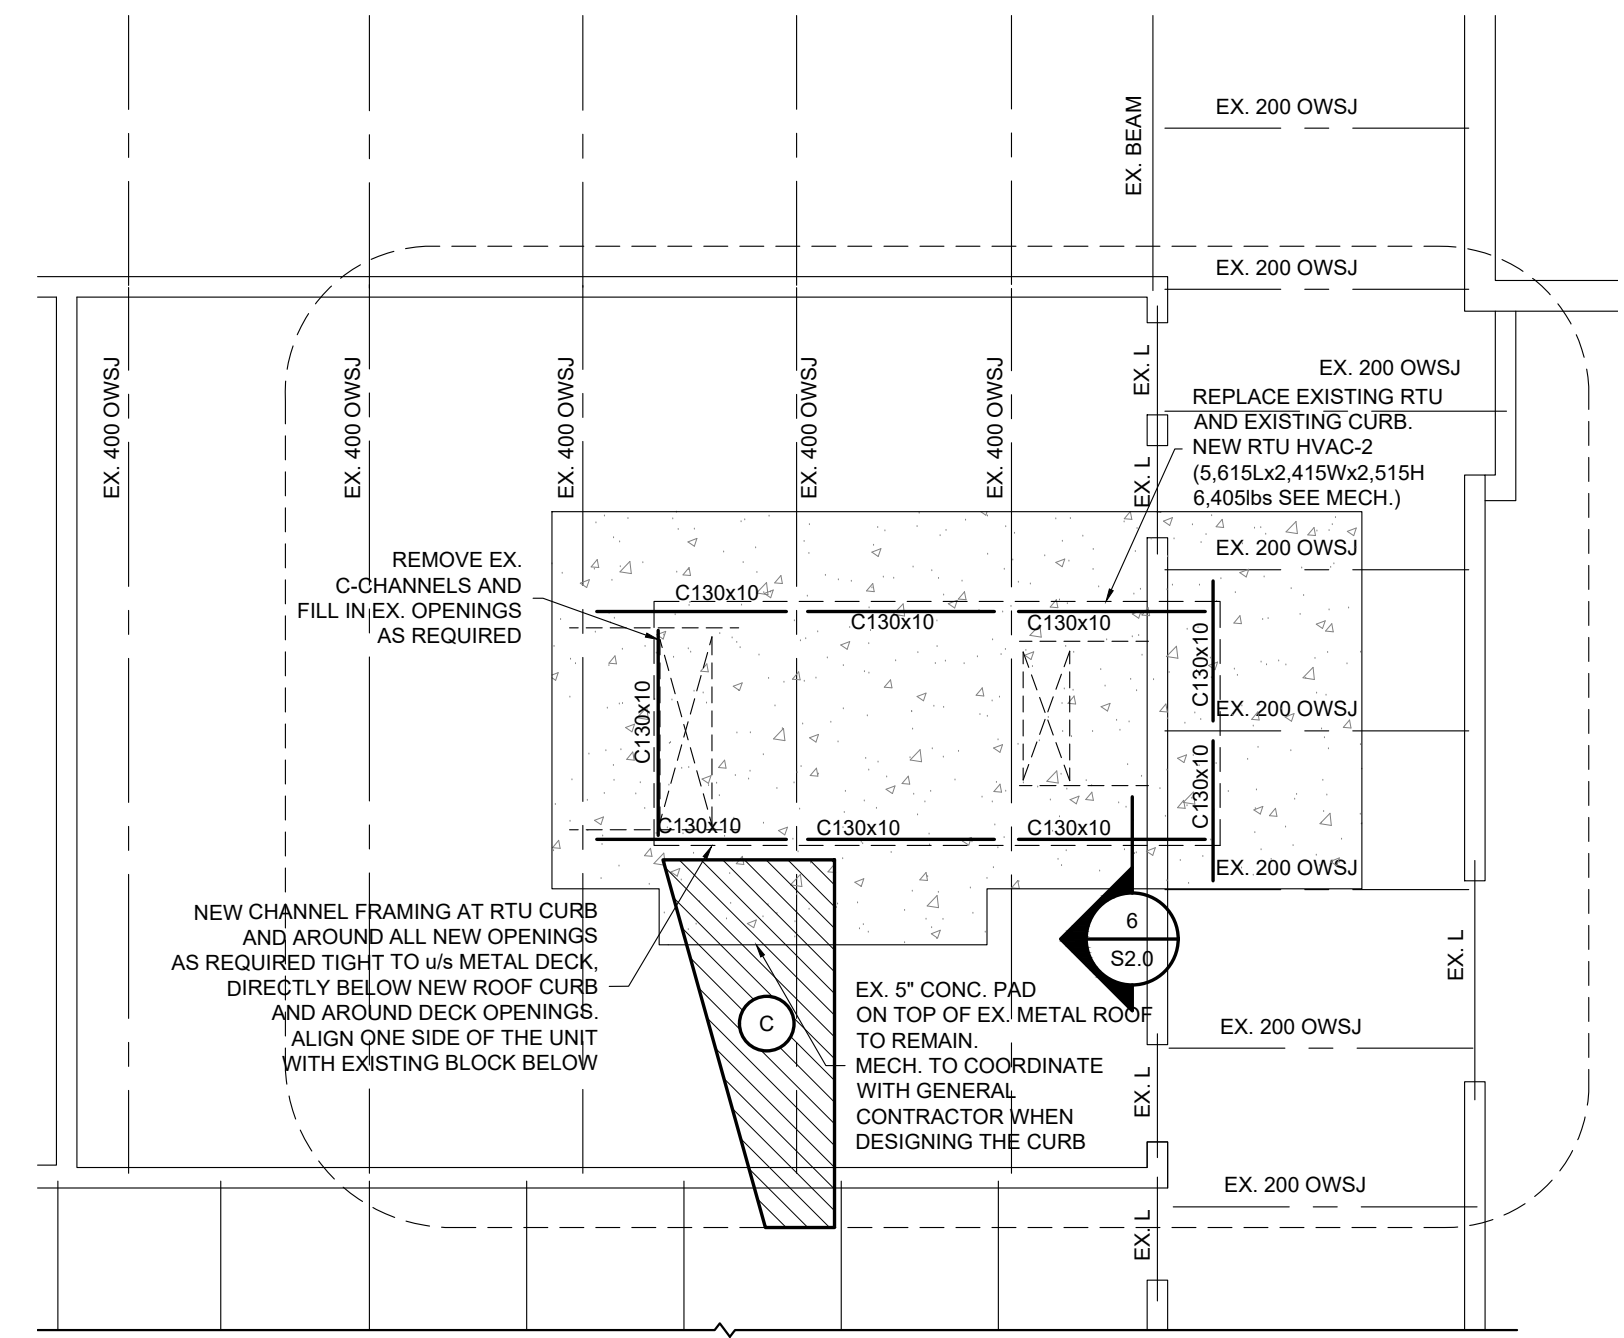 EX. BEAM
EX. 200 OWSJ
EX. 200 OWSJ
EX. 400 OWSJ
EX. 400 OWSJ
EX. 400 OWSJ
EX. 400 OWSJ
EX. 400 OWSJ
EX. L
EX. L
EX. 200 OWSJ
REPLACE EXISTING RTU
AND EXISTING CURB.
NEW RTU HVAC-2
(5,615Lx2,415Wx2,515H
6,405lbs SEE MECH.)
EX. 200 OWSJ
REMOVE EX.
C-CHANNELS AND
FILL IN EX. OPENINGS
AS REQUIRED
C130x10
C130x10
C130x10
C130x10
C130x10
EX. 200 OWSJ
C130x10
C130x10
C130x10
C130x10
EX. 200 OWSJ
NEW CHANNEL FRAMING AT RTU CURB
AND AROUND ALL NEW OPENINGS
AS REQUIRED TIGHT TO u/s METAL DECK,
DIRECTLY BELOW NEW ROOF CURB
AND AROUND DECK OPENINGS.
ALIGN ONE SIDE OF THE UNIT
WITH EXISTING BLOCK BELOW
C
6
S2.0
EX. 5" CONC. PAD
ON TOP OF EX. METAL ROOF
TO REMAIN.
MECH. TO COORDINATE
WITH GENERAL
CONTRACTOR WHEN
DESIGNING THE CURB
EX. L
EX. 200 OWSJ
EX. L
EX. 200 OWSJ
EX. L